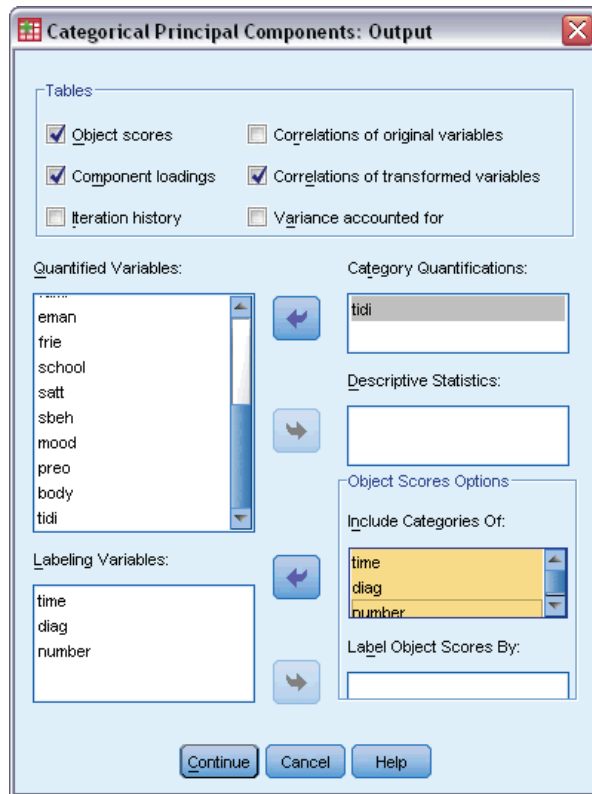 Categorical Principal Components: Output
Tables
Object scores
Correlations of original variables
Component loadings
Correlations of transformed variables
Iteration history
Variance accounted for
Quantified Variables:
eman
frie
school
satt
sbeh
mood
preo
body
tidi
Category Quantifications:
tidi
Descriptive Statistics:
Object Scores Options
Include Categories Of:
time
diag
number
Label Object Scores By:
Labeling Variables:
time
diag
number
Continue
Cancel
Help